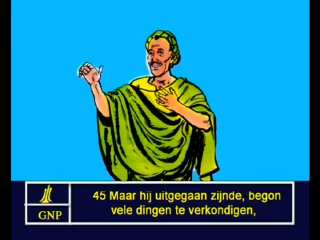 45 Maar hij uitgegaan zijnde, begon
vele dingen te verkondigen,
GNP